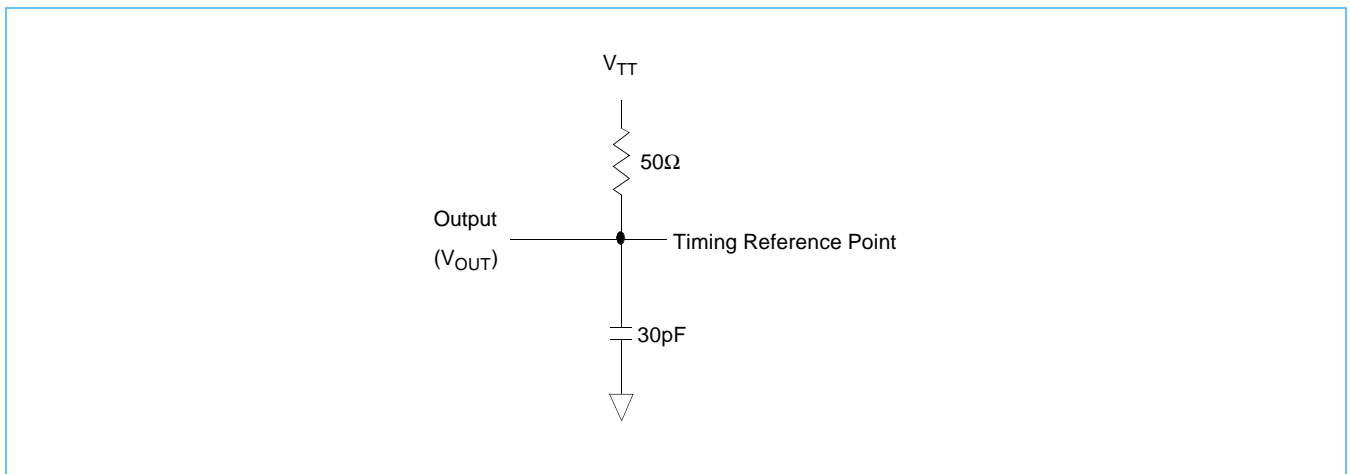 VTT
50Ω
Output
(VOUT)
Timing Reference Point
30pF